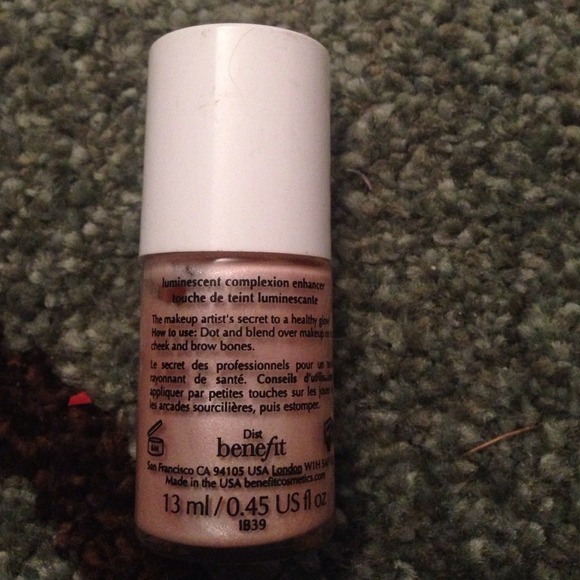 luminescent complexion enhancer
touche de teint luminescante
The makeup artist's secret to a healthy glow
How to use: Dot and blend over makeup
cheek and brow bones.
Le secret des professionnels pour un
rayonnant de santé. Conseils d'utilisation
appliquer par petites touches sur les joues
les arcades sourcilières, puis estomper.
Dist
benefit
San Francisco CA 94105 USA London W1H
Made in the USA benefitcosmetics.com
13 ml / 0.45 US fl oz
IB39